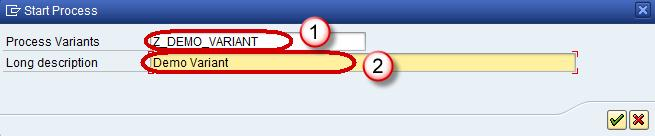 Start Process
Process Variants Z_DEMO_VARIANT 1
Long description Demo Variant 2